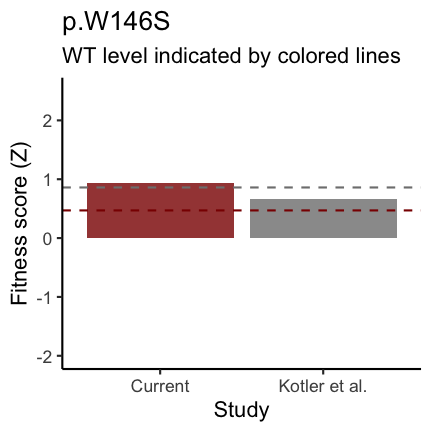 p.W146S
WT level indicated by colored lines
Fitness score (Z)
2
1
0
-1
-2
Current
Kotler et al.
Study